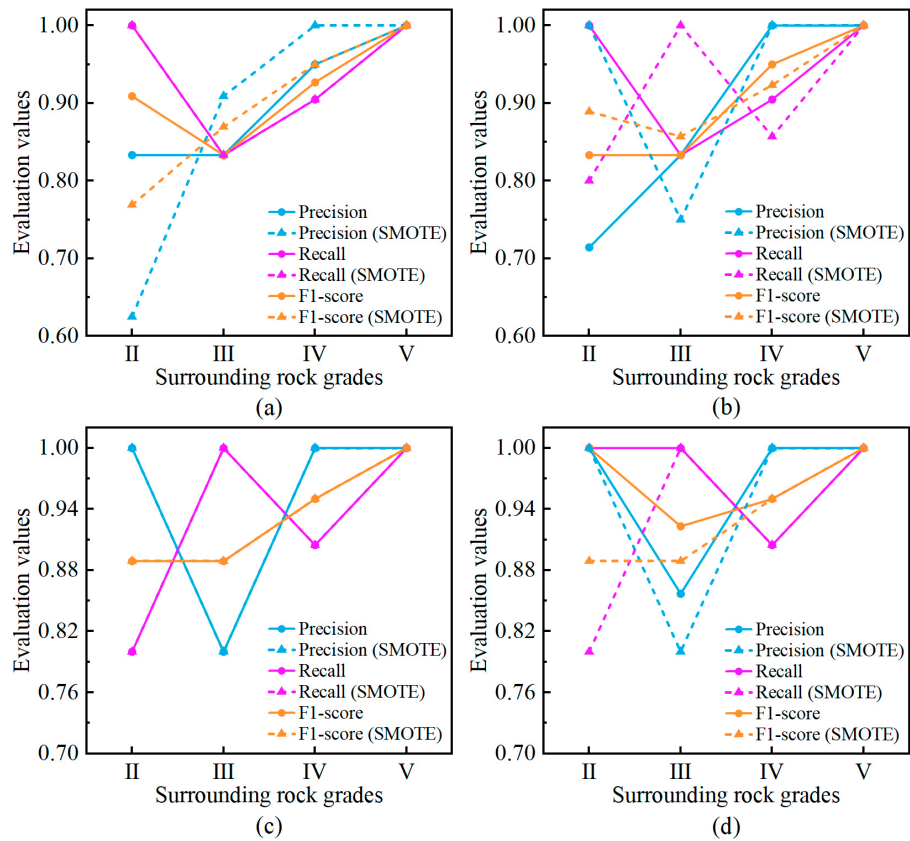 1.00
0.90
0.80
0.70
0.60
Evaluation values
Precision
Precision (SMOTE)
Recall
Recall (SMOTE)
F1-score
F1-score (SMOTE)
II III IV V
Surrounding rock grades
(a)
1.00
0.90
0.80
0.70
0.60
Evaluation values
Precision
Precision (SMOTE)
Recall
Recall (SMOTE)
F1-score
F1-score (SMOTE)
II III IV V
Surrounding rock grades
(b)
1.00
0.94
0.88
0.82
0.76
0.70
Evaluation values
Precision
Precision (SMOTE)
Recall
Recall (SMOTE)
F1-score
F1-score (SMOTE)
II III IV V
Surrounding rock grades
(c)
1.00
0.94
0.88
0.82
0.76
0.70
Evaluation values
Precision
Precision (SMOTE)
Recall
Recall (SMOTE)
F1-score
F1-score (SMOTE)
II III IV V
Surrounding rock grades
(d)